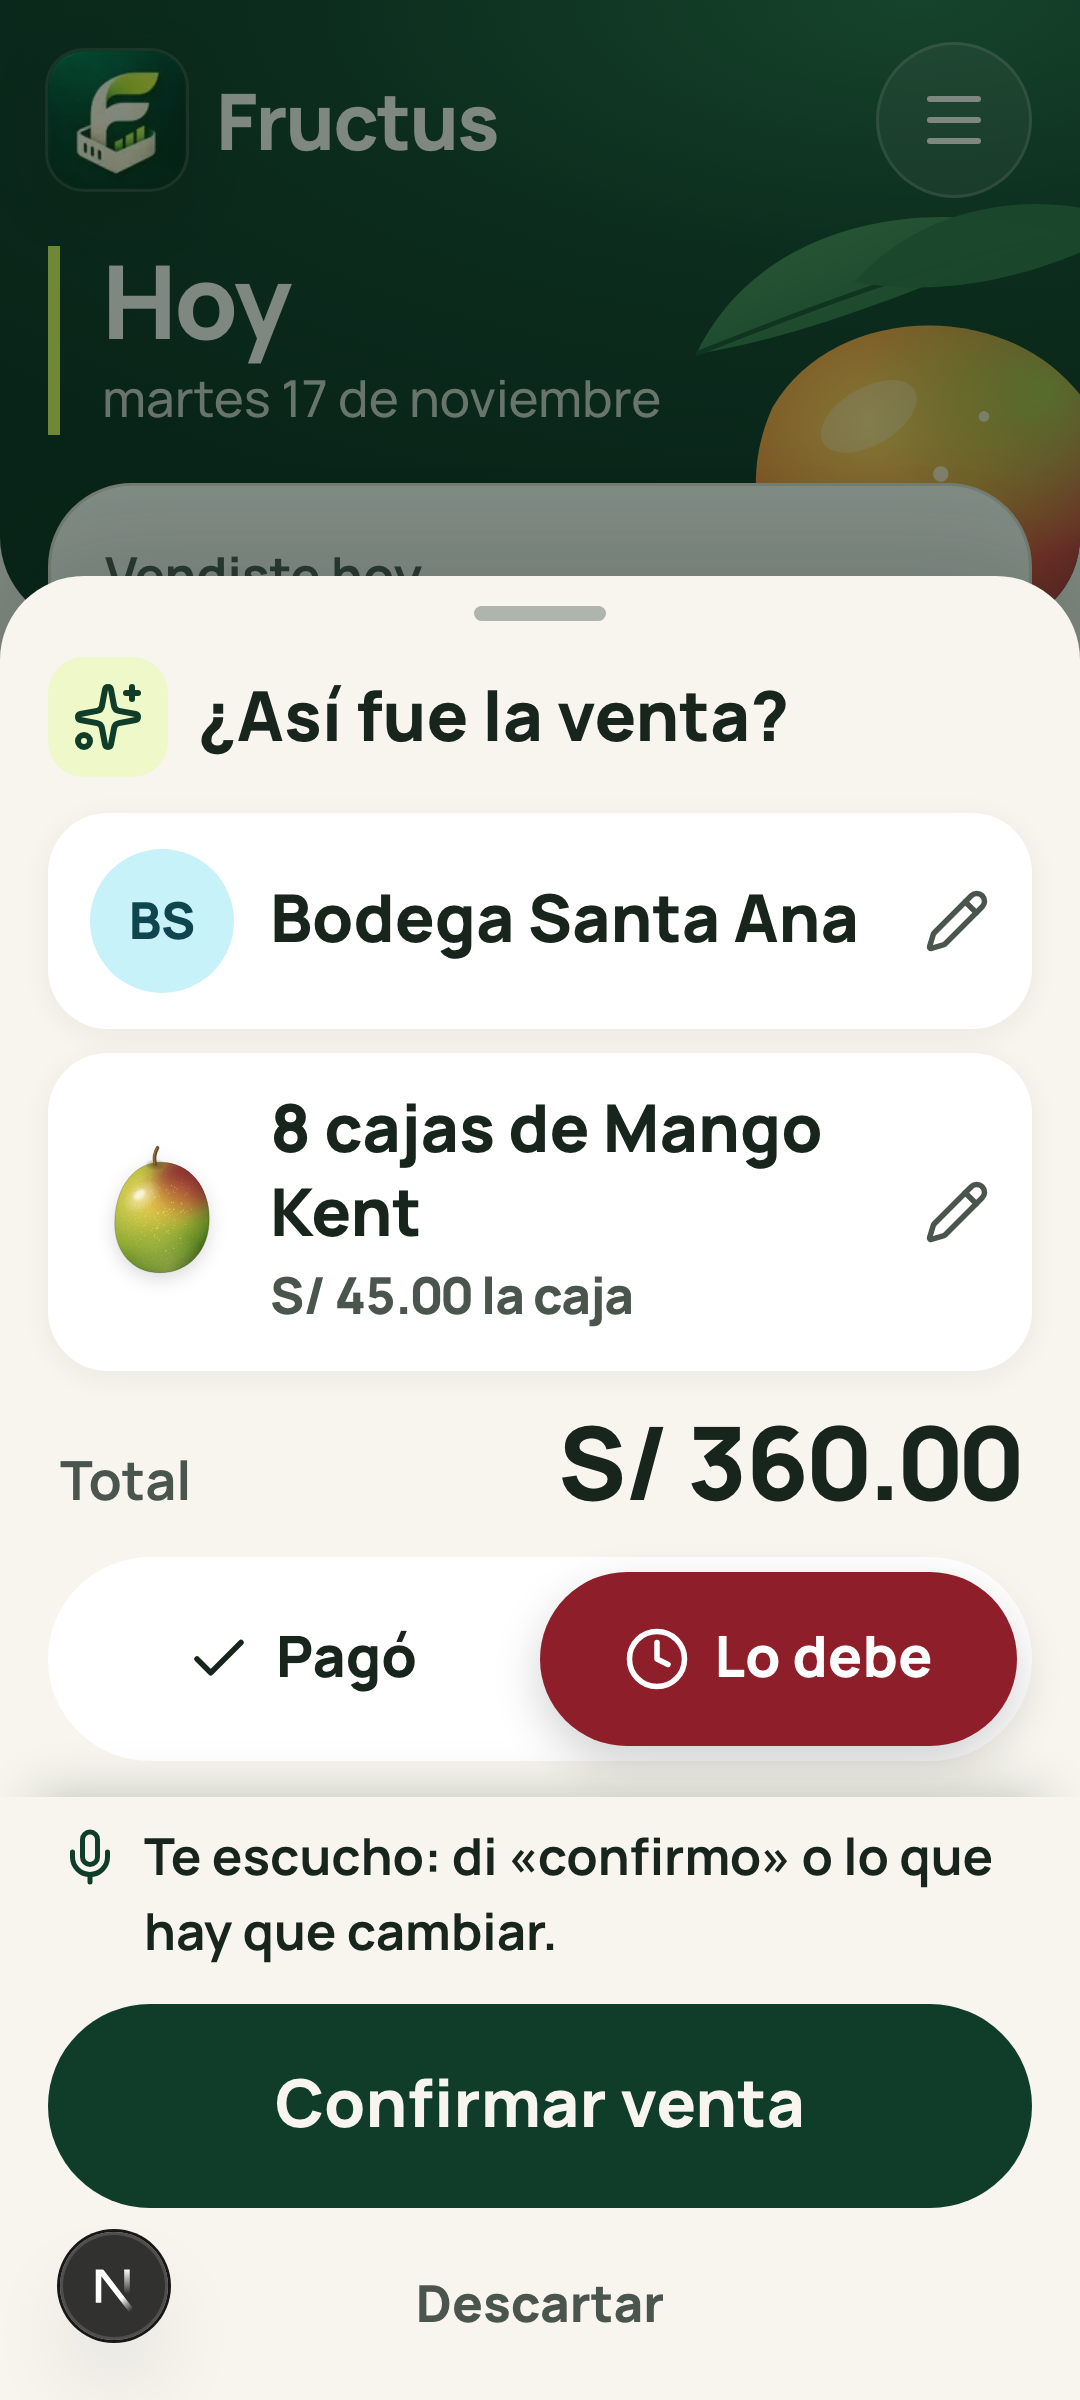 Fructus
Hoy
martes 17 de noviembre
Vendiste hoy
¿Así fue la venta?
BS
Bodega Santa Ana
8 cajas de Mango
Kent
S/ 45.00 la caja
Total
S/ 360.00
Pagó
Lo debe
Te escucho: di «confirmo» o lo que
hay que cambiar.
Confirmar venta
N
Descartar